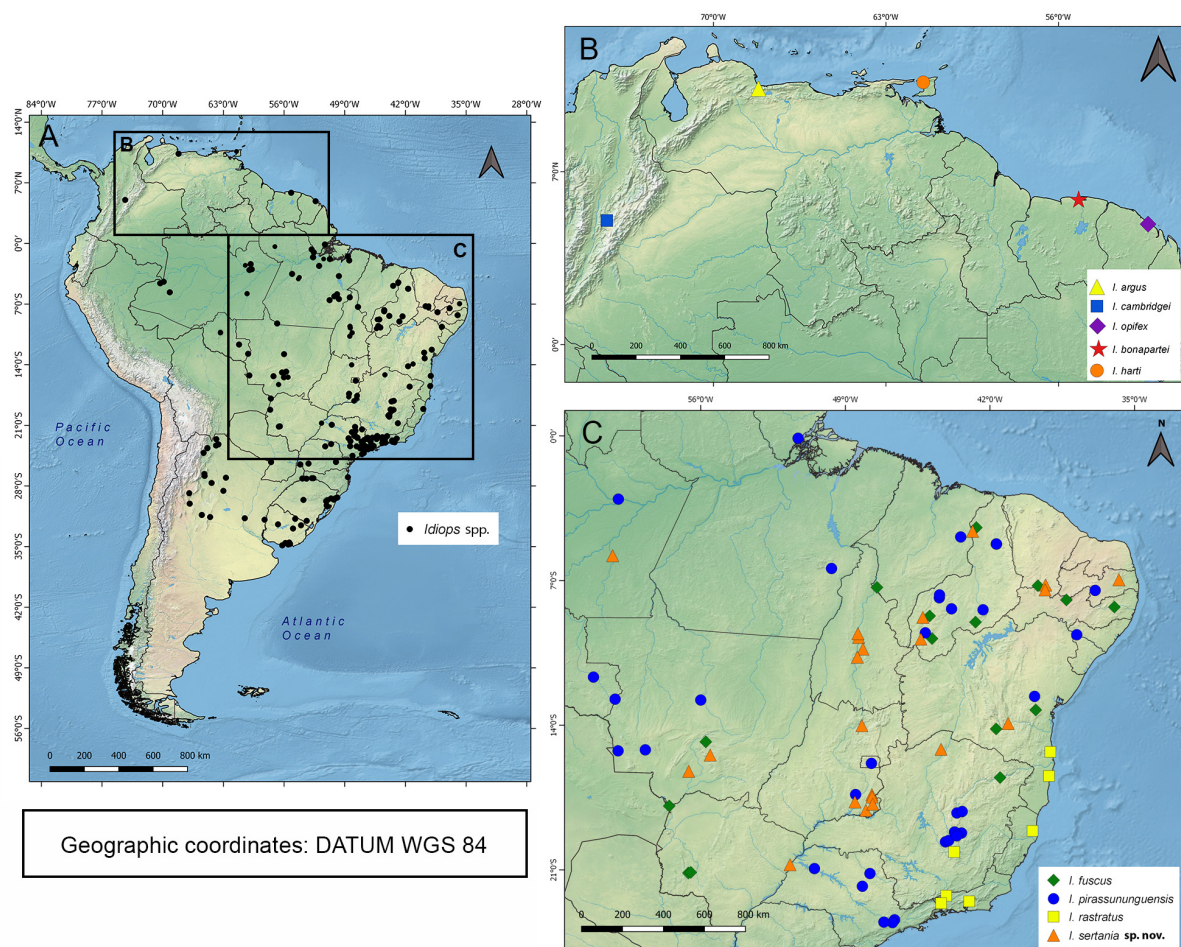 84°0'W 77°0'W 70°0'W 63°0'W 56°0'W 49°0'W 42°0'W 35°0'W 28°0'W
14°0'N
7°0'N
0°0'
7°0'S
14°0'S
21°0'S
28°0'S
35°0'S
42°0'S
49°0'S
56°0'S
A
B
C
Pacific
Ocean
Atlantic
Ocean
Idiops spp.
0 200 400 600 800 km
Geographic coordinates: DATUM WGS 84
70°0'W 63°0'W 56°0'W
B
7°0'N
0°0'
I. argus
I. cambridgei
I. opifex
I. bonapartei
I. harti
0 200 400 600 800 km
56°0'W 49°0'W 42°0'W 35°0'W
C
N
0°0'
7°0'S
14°0'S
21°0'S
I. fuscus
I. pirassununguensis
I. rastratus
I. sertania sp. nov.
0 200 400 600 800 km